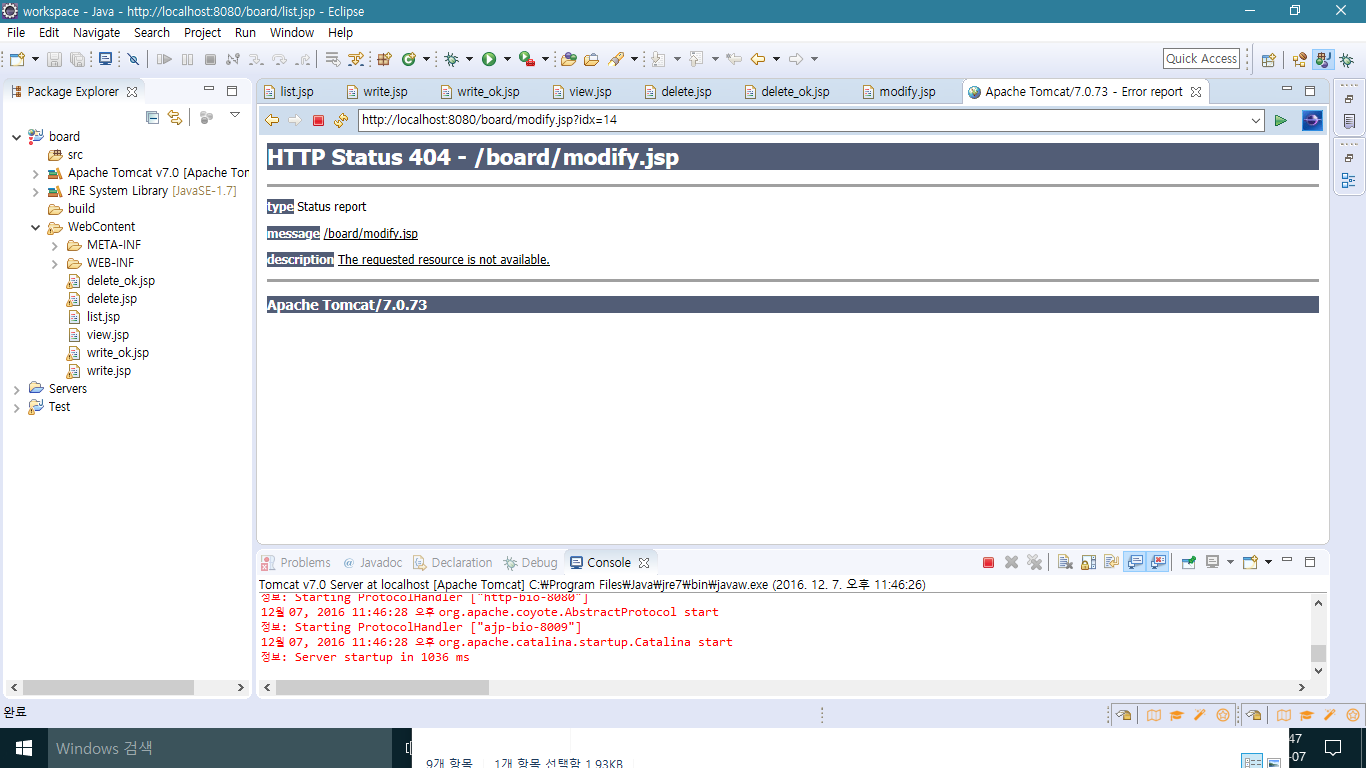 workspace - Java - http://localhost:8080/board/list.jsp - Eclipse
File Edit Navigate Search Project Run Window Help
Quick Access
Package Explorer
list.jsp write.jsp write_ok.jsp view.jsp delete.jsp delete_ok.jsp modify.jsp Apache Tomcat/7.0.73 - Error report
http://localhost:8080/board/modify.jsp?idx=14
board
src
Apache Tomcat v7.0 [Apache Tor
JRE System Library [JavaSE-1.7]
build
WebContent
META-INF
WEB-INF
delete_ok.jsp
delete.jsp
list.jsp
view.jsp
write_ok.jsp
write.jsp
Servers
Test
HTTP Status 404 - /board/modify.jsp
type Status report
message /board/modify.jsp
description The requested resource is not available.
Apache Tomcat/7.0.73
Problems @ Javadoc Declaration Debug Console
Tomcat v7.0 Server at localhost [Apache Tomcat] C:₩Program Files₩Java₩jre7₩bin₩javaw.exe (2016. 12. 7. 오후 11:46:26)
정보: Starting ProtocolHandler ["http-bio-8080"]
12월 07, 2016 11:46:28 오후 org.apache.coyote.AbstractProtocol start
정보: Starting ProtocolHandler ["ajp-bio-8009"]
12월 07, 2016 11:46:28 오후 org.apache.catalina.startup.Catalina start
정보: Server startup in 1036 ms
완료
Windows 검색
9개 항목 1개 항목 선택함 1.93KB
47
-07